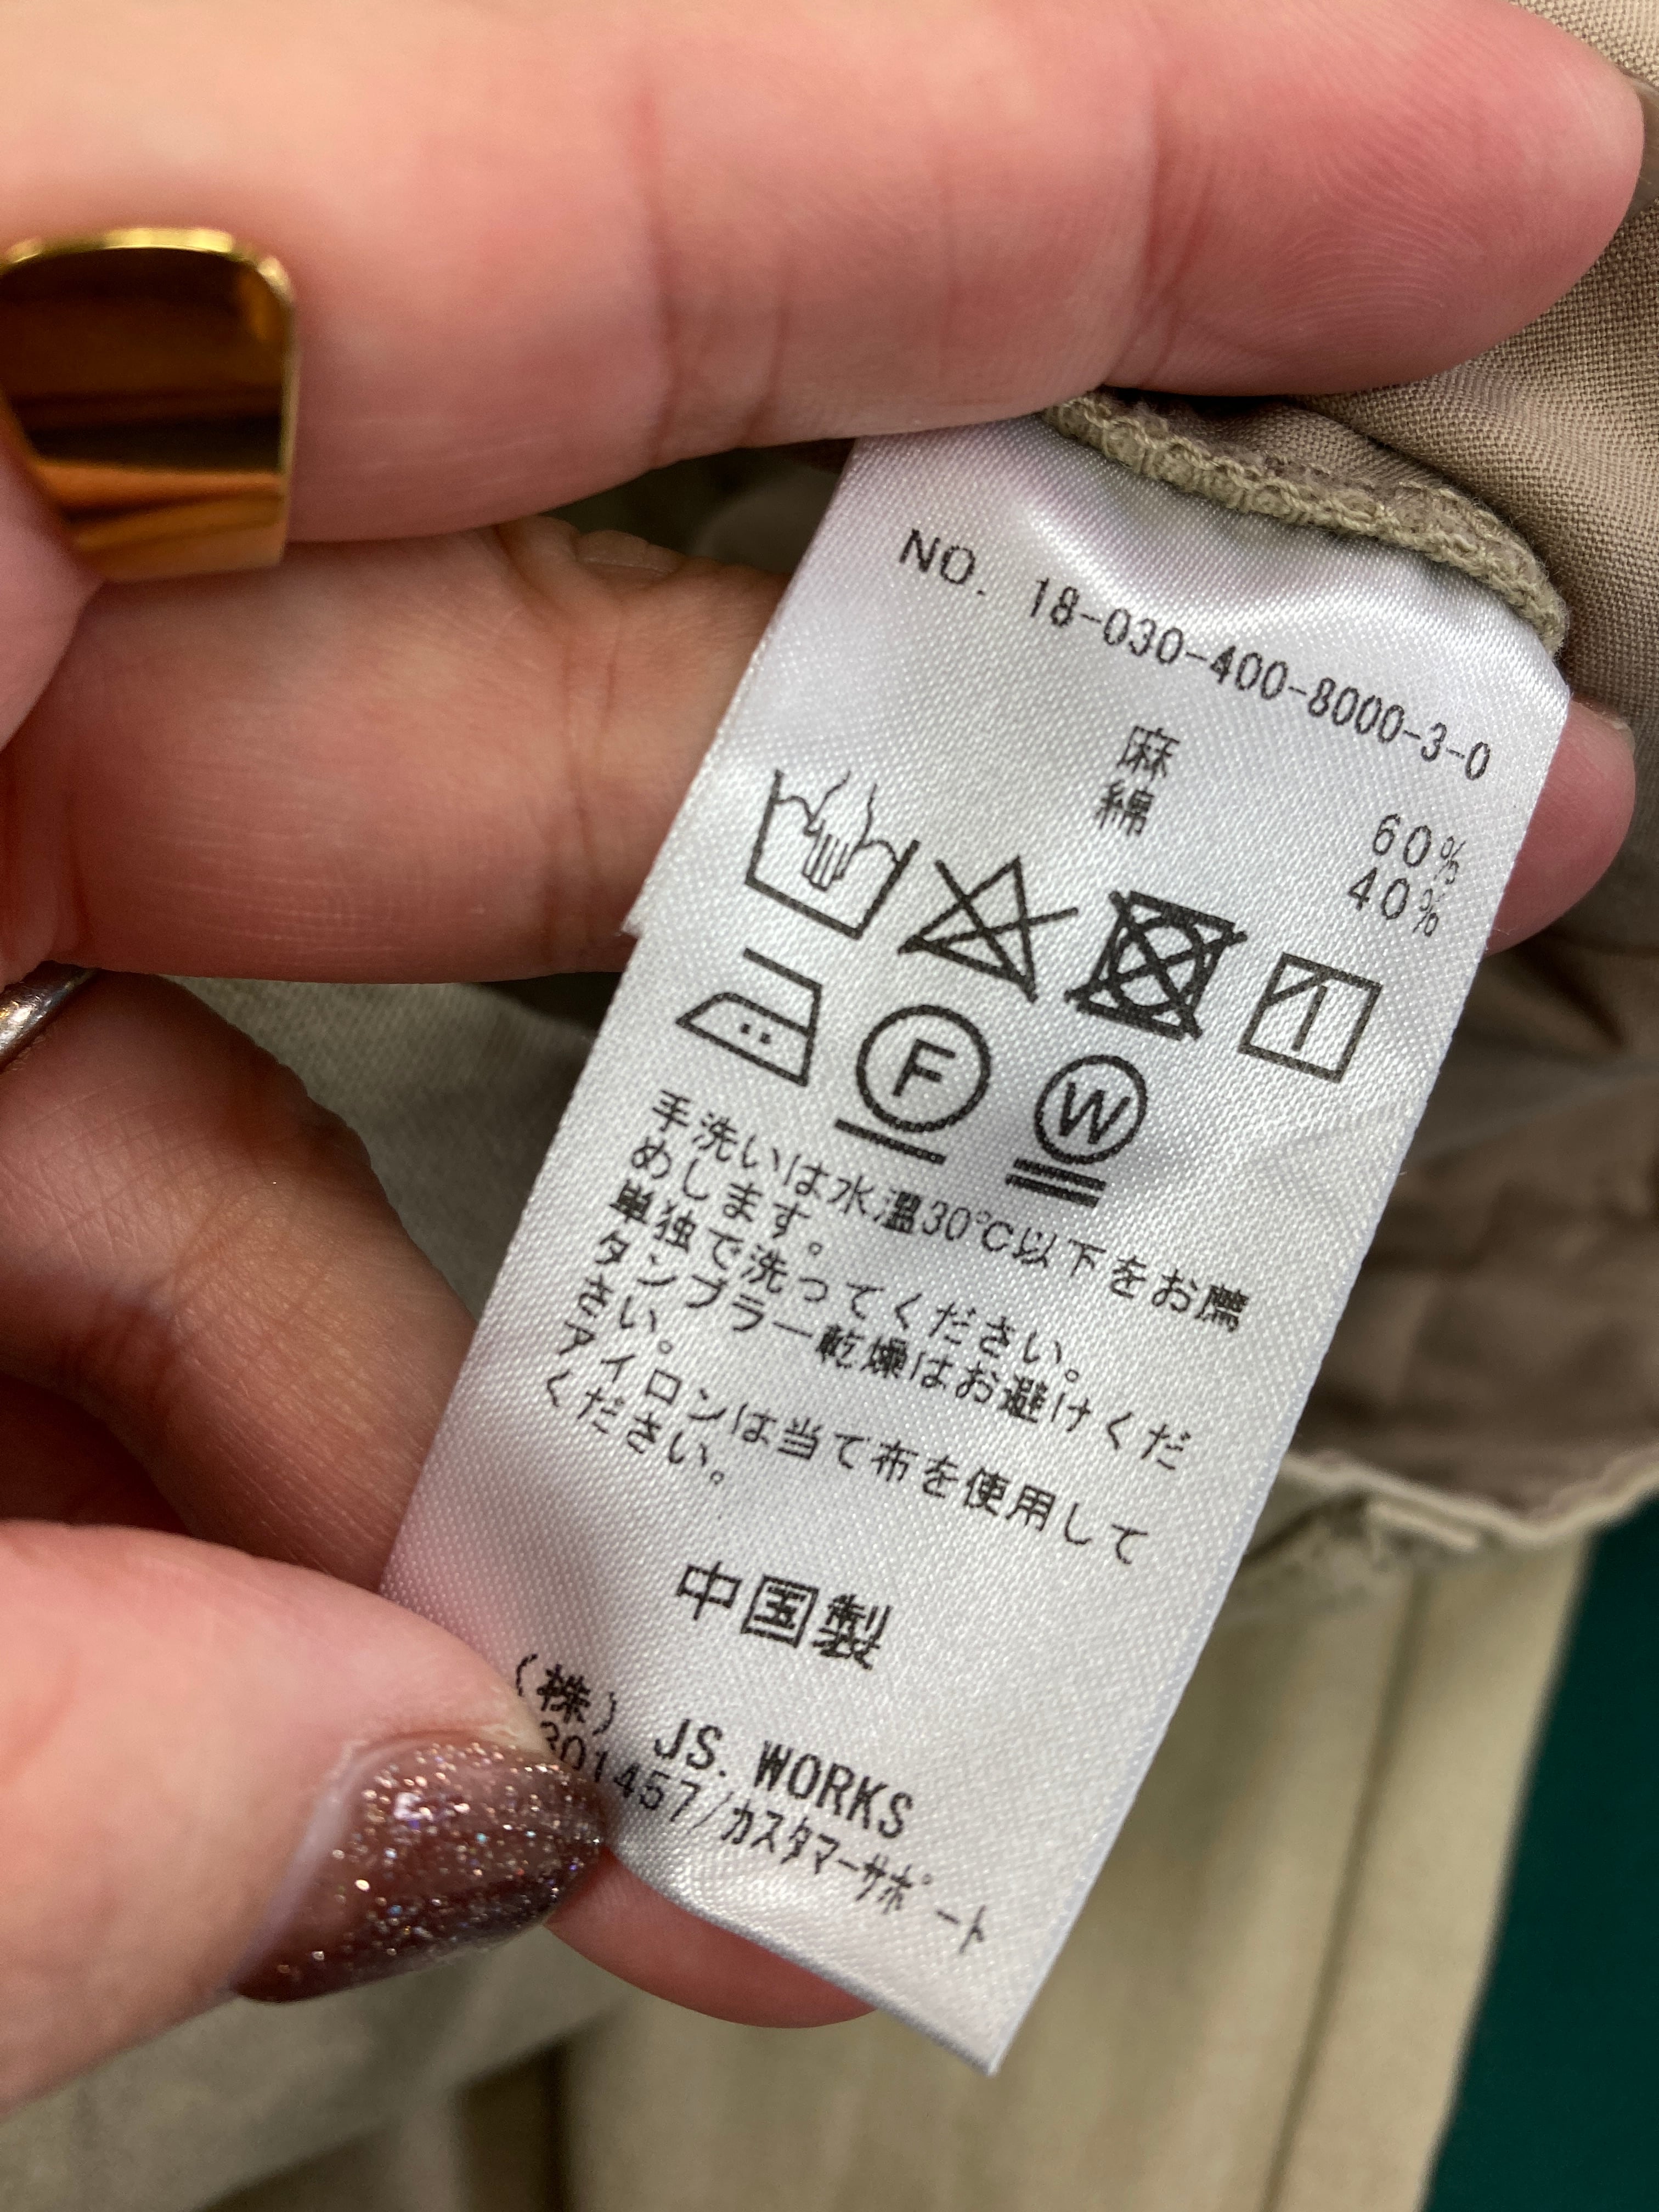 NO. 18-030-400-8000-3-0
麻 60%
綿 40%
F W
手洗いは水温30℃以下をお薦
めします。
単独で洗ってください。
タンブラー乾燥はお避けくだ
さい。
アイロンは当て布を使用して
ください。
中国製
(株) JS. WORKS
301457/カスタマーサポート